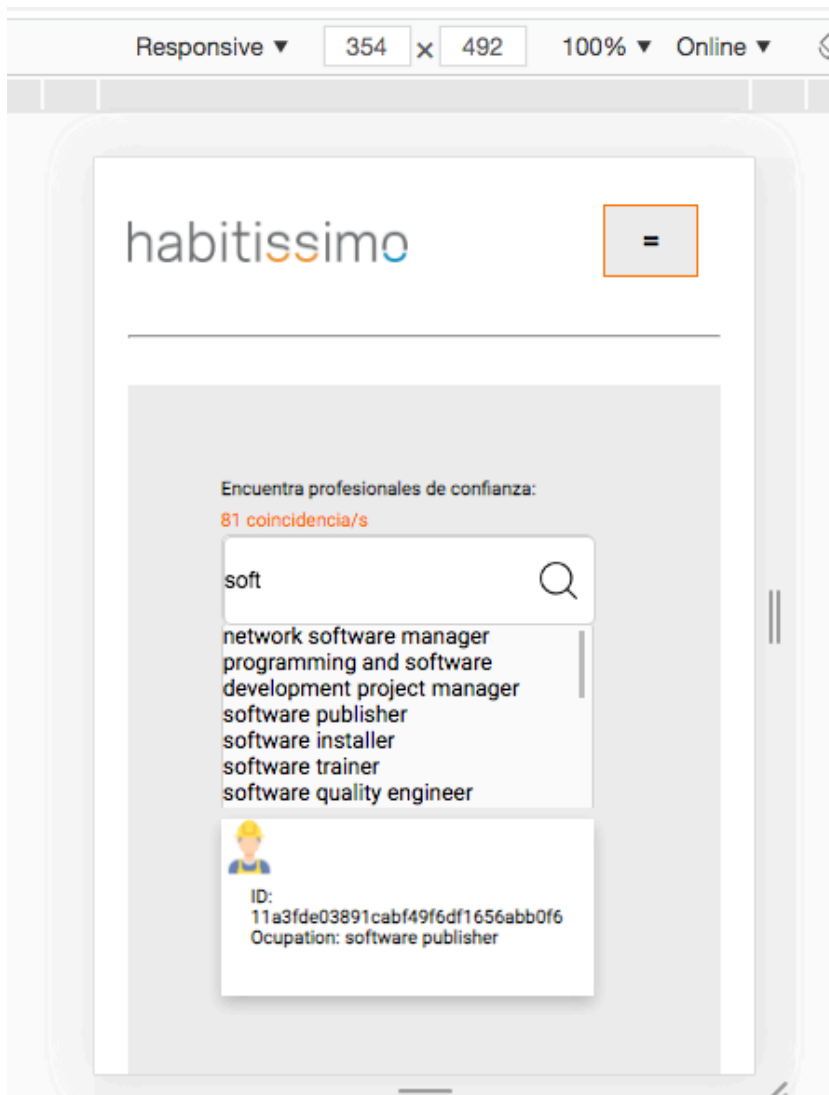 Responsive ▼ 354 × 492 100% ▼ Online ▼
habitissimo =
Encuentra profesionales de confianza:
81 coincidencia/s
soft
network software manager
programming and software
development project manager
software publisher
software installer
software trainer
software quality engineer
ID:
11a3fde03891cabf49f6df1656abb0f6
Ocupation: software publisher